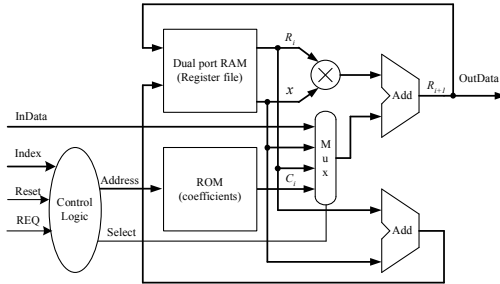 Dual port RAM
(Register file)
R_i
x
Add
R_{i+1}
OutData
InData
Mux
Index
Address
ROM
(coefficients)
C_i
Reset
Control
Logic
REQ
Select
Add